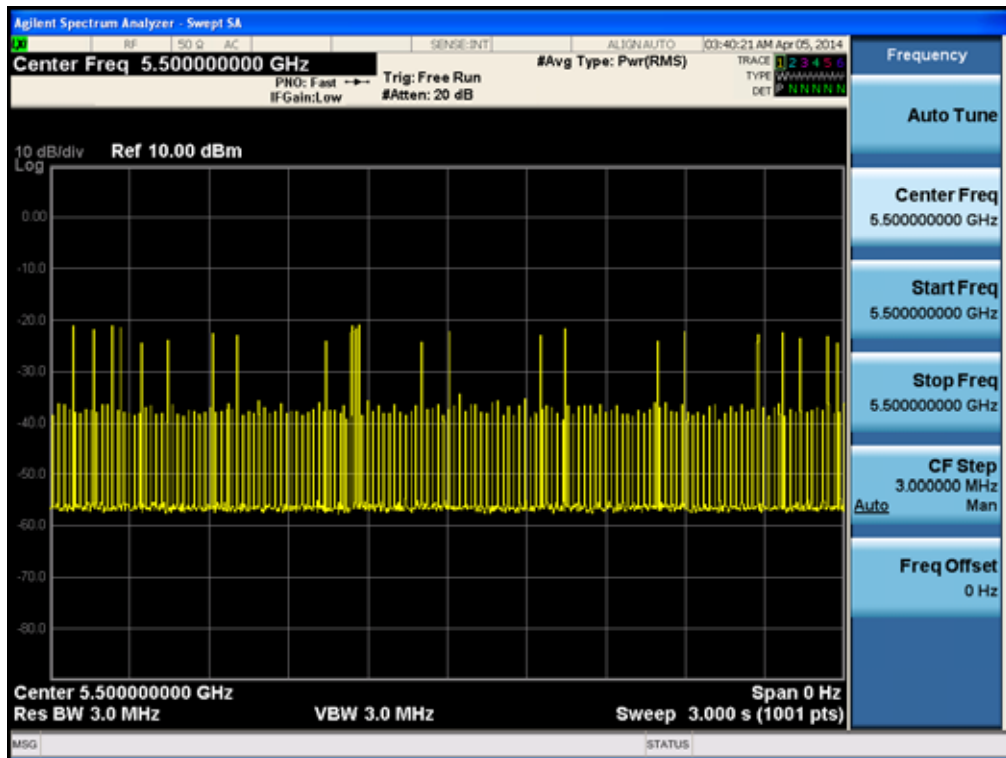 Agilent Spectrum Analyzer - Swept SA
LXI RF 50 Ω AC SENSE:INT ALIGNAUTO 03:40:21 AM Apr 05, 2014
Center Freq 5.500000000 GHz
PNO: Fast
IFGain:Low
Trig: Free Run
#Atten: 20 dB
#Avg Type: Pwr(RMS)
TRACE 1 2 3 4 5 6
TYPE
DET P N N N N N
10 dB/div Ref 10.00 dBm
Log
0.00
-10.0
-20.0
-30.0
-40.0
-50.0
-60.0
-70.0
-80.0
Center 5.500000000 GHz Span 0 Hz
Res BW 3.0 MHz VBW 3.0 MHz Sweep 3.000 s (1001 pts)
MSG STATUS
Frequency
Auto Tune
Center Freq
5.500000000 GHz
Start Freq
5.500000000 GHz
Stop Freq
5.500000000 GHz
CF Step
3.000000 MHz
Auto Man
Freq Offset
0 Hz